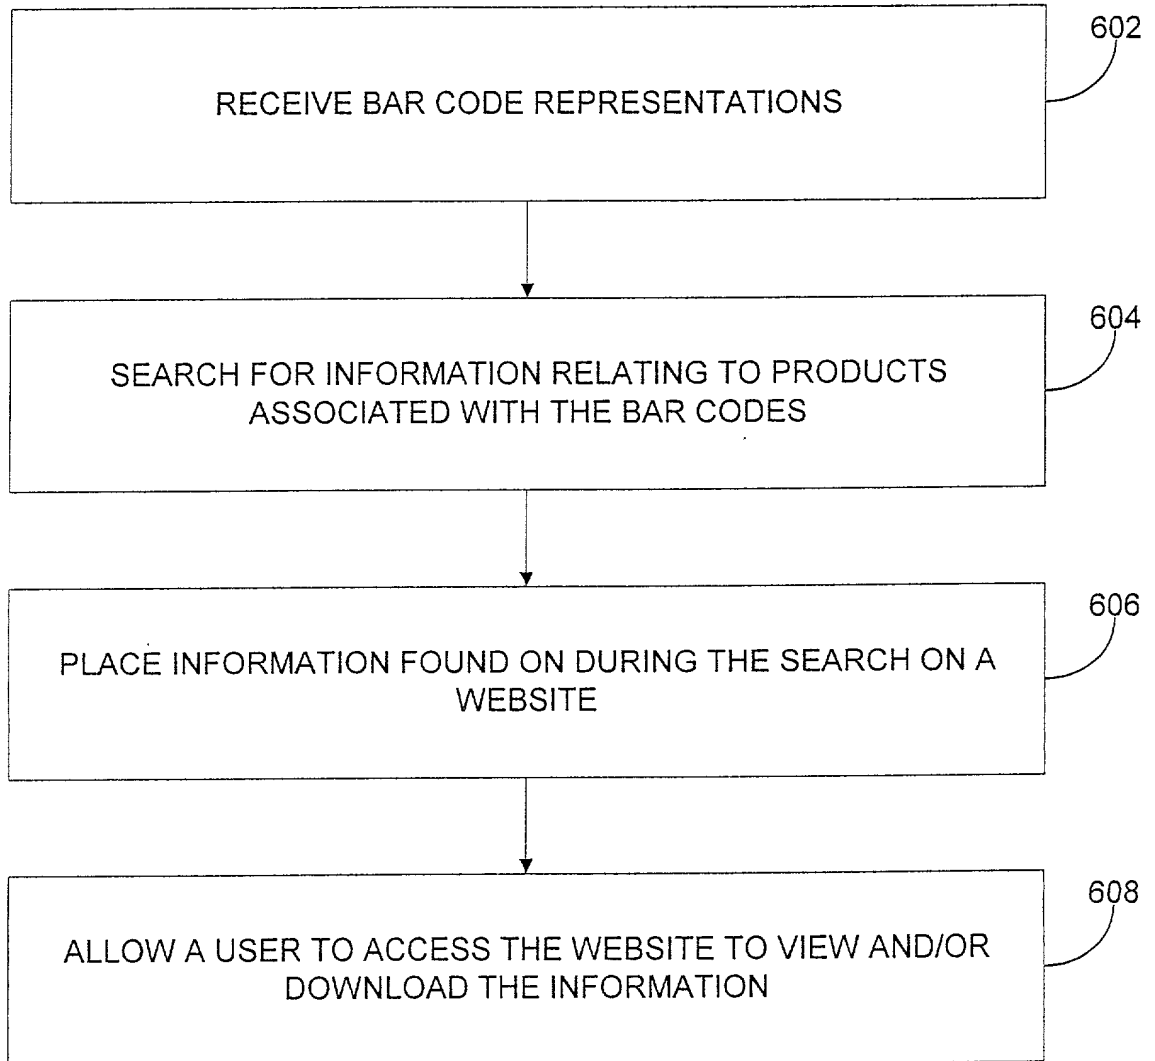 602
RECEIVE BAR CODE REPRESENTATIONS
604
SEARCH FOR INFORMATION RELATING TO PRODUCTS
ASSOCIATED WITH THE BAR CODES
606
PLACE INFORMATION FOUND ON DURING THE SEARCH ON A
WEBSITE
608
ALLOW A USER TO ACCESS THE WEBSITE TO VIEW AND/OR
DOWNLOAD THE INFORMATION